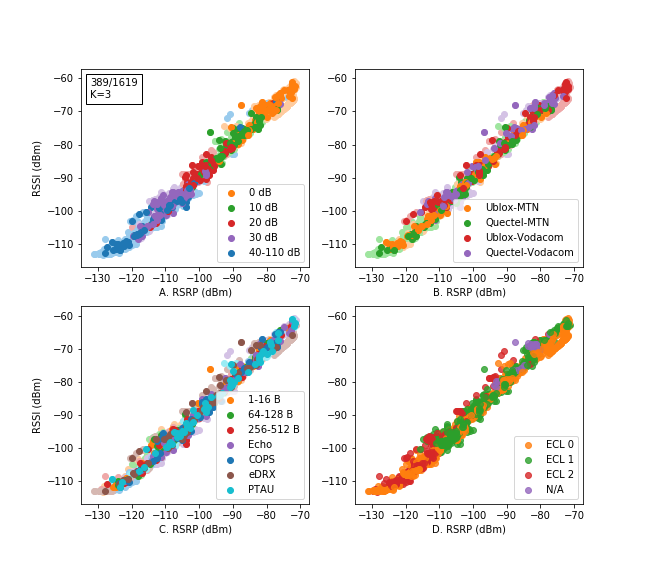 389/1619
K=3
−60
−70
−80
−90
−100
−110
RSSI (dBm)
0 dB
10 dB
20 dB
30 dB
40-110 dB
−130 −120 −110 −100 −90 −80 −70
A. RSRP (dBm)
−60
−70
−80
−90
−100
−110
Ublox-MTN
Quectel-MTN
Ublox-Vodacom
Quectel-Vodacom
−130 −120 −110 −100 −90 −80 −70
B. RSRP (dBm)
−60
−70
−80
−90
−100
−110
RSSI (dBm)
1-16 B
64-128 B
256-512 B
Echo
COPS
eDRX
PTAU
−130 −120 −110 −100 −90 −80 −70
C. RSRP (dBm)
−60
−70
−80
−90
−100
−110
ECL 0
ECL 1
ECL 2
N/A
−130 −120 −110 −100 −90 −80 −70
D. RSRP (dBm)